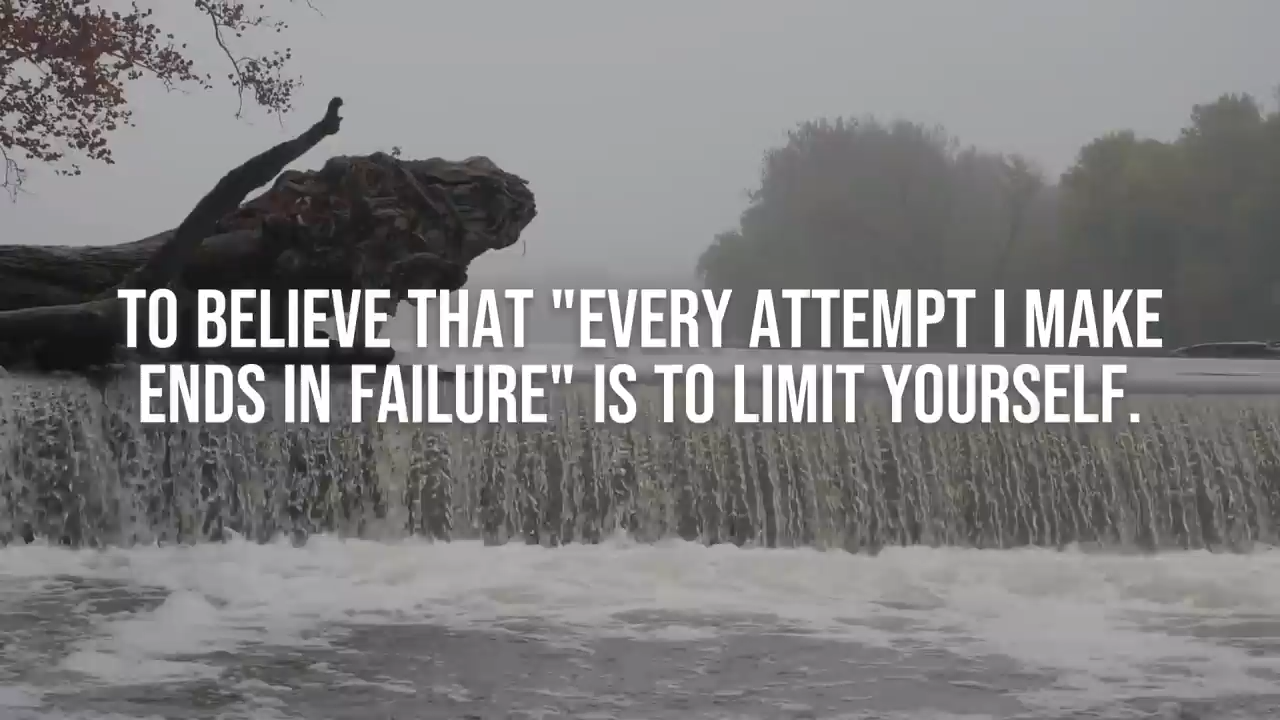 TO BELIEVE THAT "EVERY ATTEMPT I MAKE
ENDS IN FAILURE" IS TO LIMIT YOURSELF.